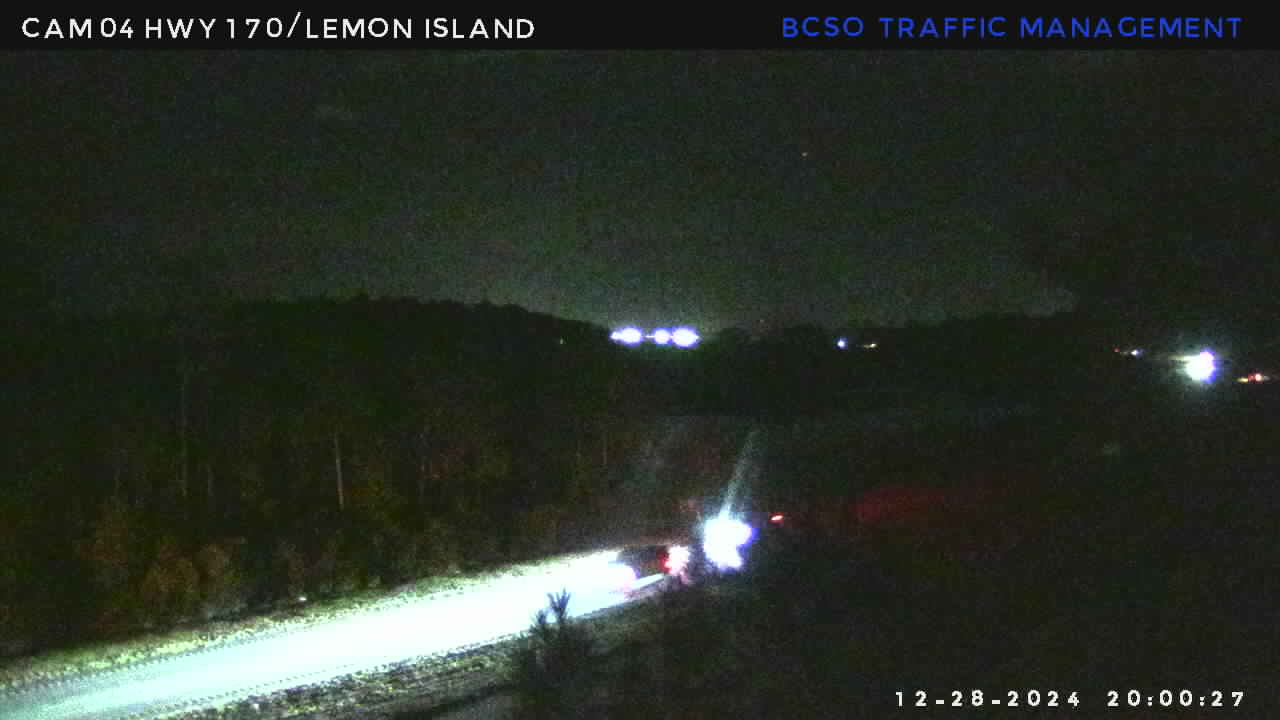 CAM04 HWY 170/LEMON ISLAND
BCSO TRAFFIC MANAGEMENT
12-28-2024 20:00:27